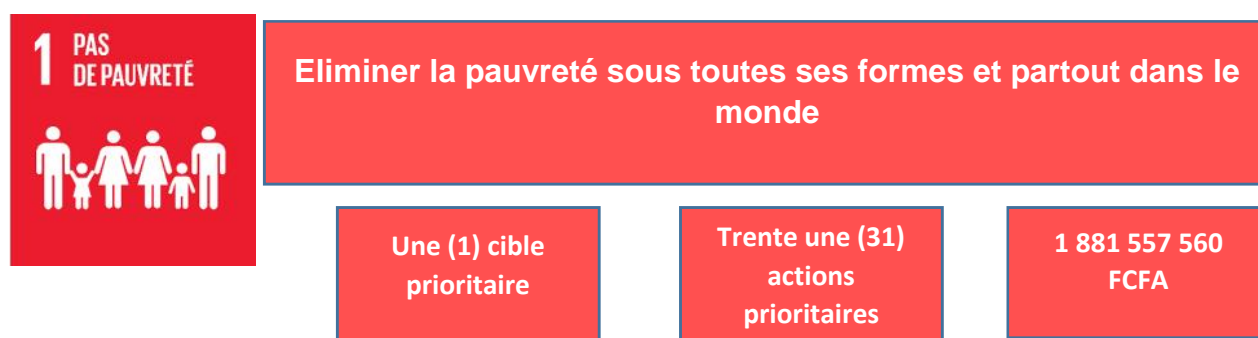 1 PAS
DE PAUVRETÉ
Eliminer la pauvreté sous toutes ses formes et partout dans le
monde
Une (1) cible
prioritaire
Trente une (31)
actions
prioritaires
1 881 557 560
FCFA